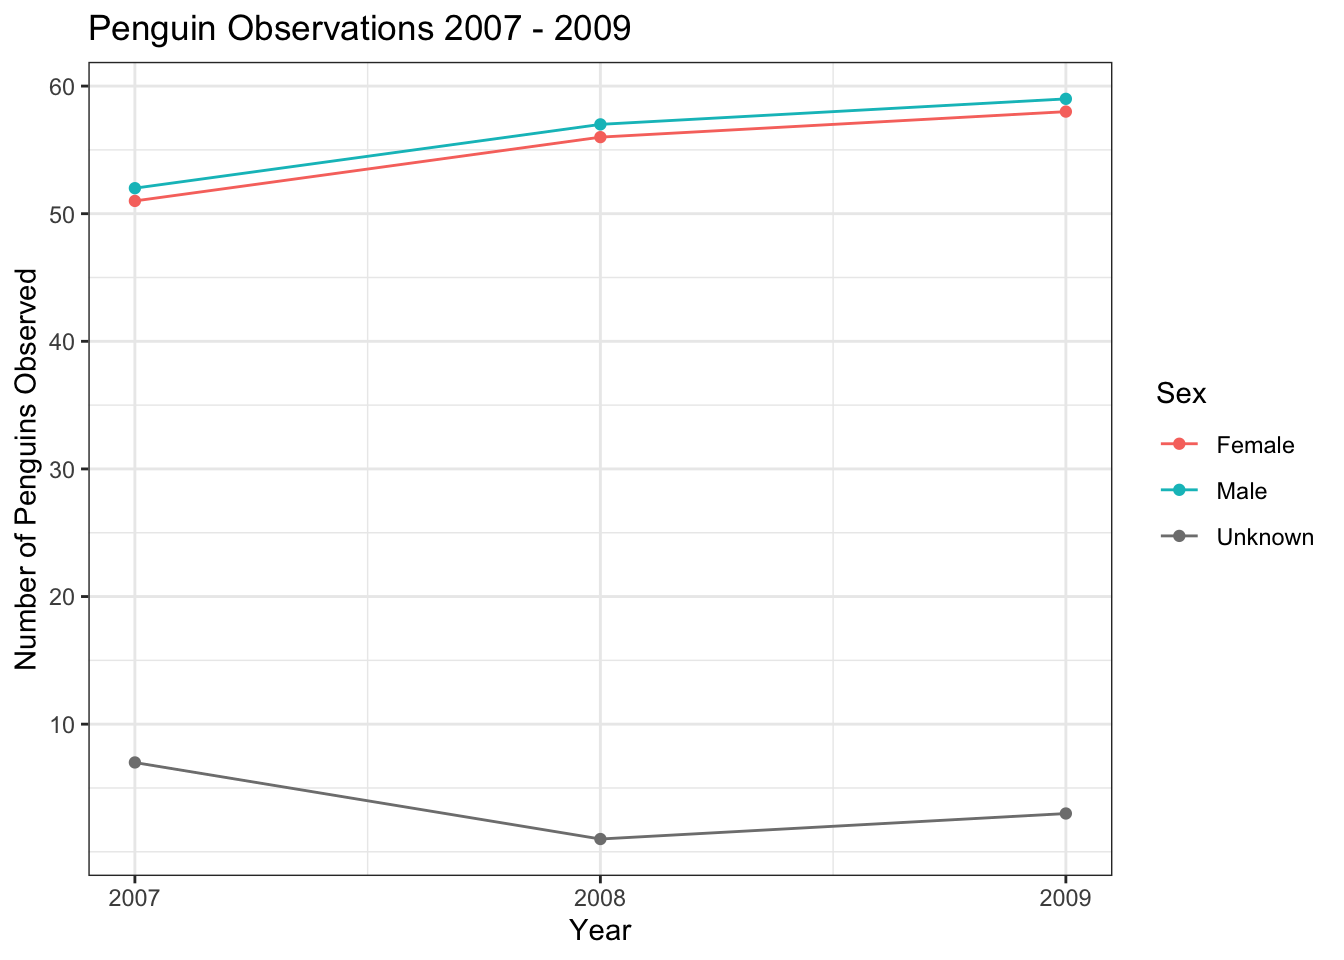 Penguin Observations 2007 - 2009
60
50
40
30
20
10
Number of Penguins Observed
2007
2008
2009
Year
Sex
Female
Male
Unknown